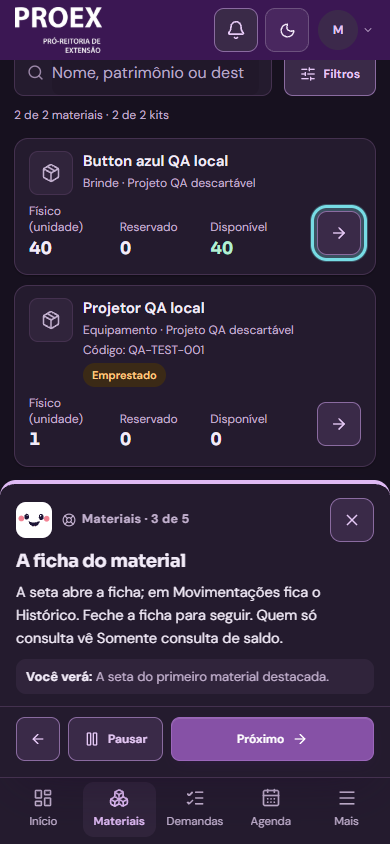 PROEX
PRÓ-REITORIA DE
EXTENSÃO
M
Nome, patrimônio ou dest
Filtros
2 de 2 materiais · 2 de 2 kits
Button azul QA local
Brinde · Projeto QA descartável
Físico
(unidade)
Reservado
Disponível
40
0
40
Projetor QA local
Equipamento · Projeto QA descartável
Código: QA-TEST-001
Emprestado
Físico
(unidade)
Reservado
Disponível
1
0
0
Materiais · 3 de 5
A ficha do material
A seta abre a ficha; em Movimentações fica o
Histórico. Feche a ficha para seguir. Quem só
consulta vê Somente consulta de saldo.
Você verá: A seta do primeiro material destacada.
Pausar
Próximo
Início
Materiais
Demandas
Agenda
Mais